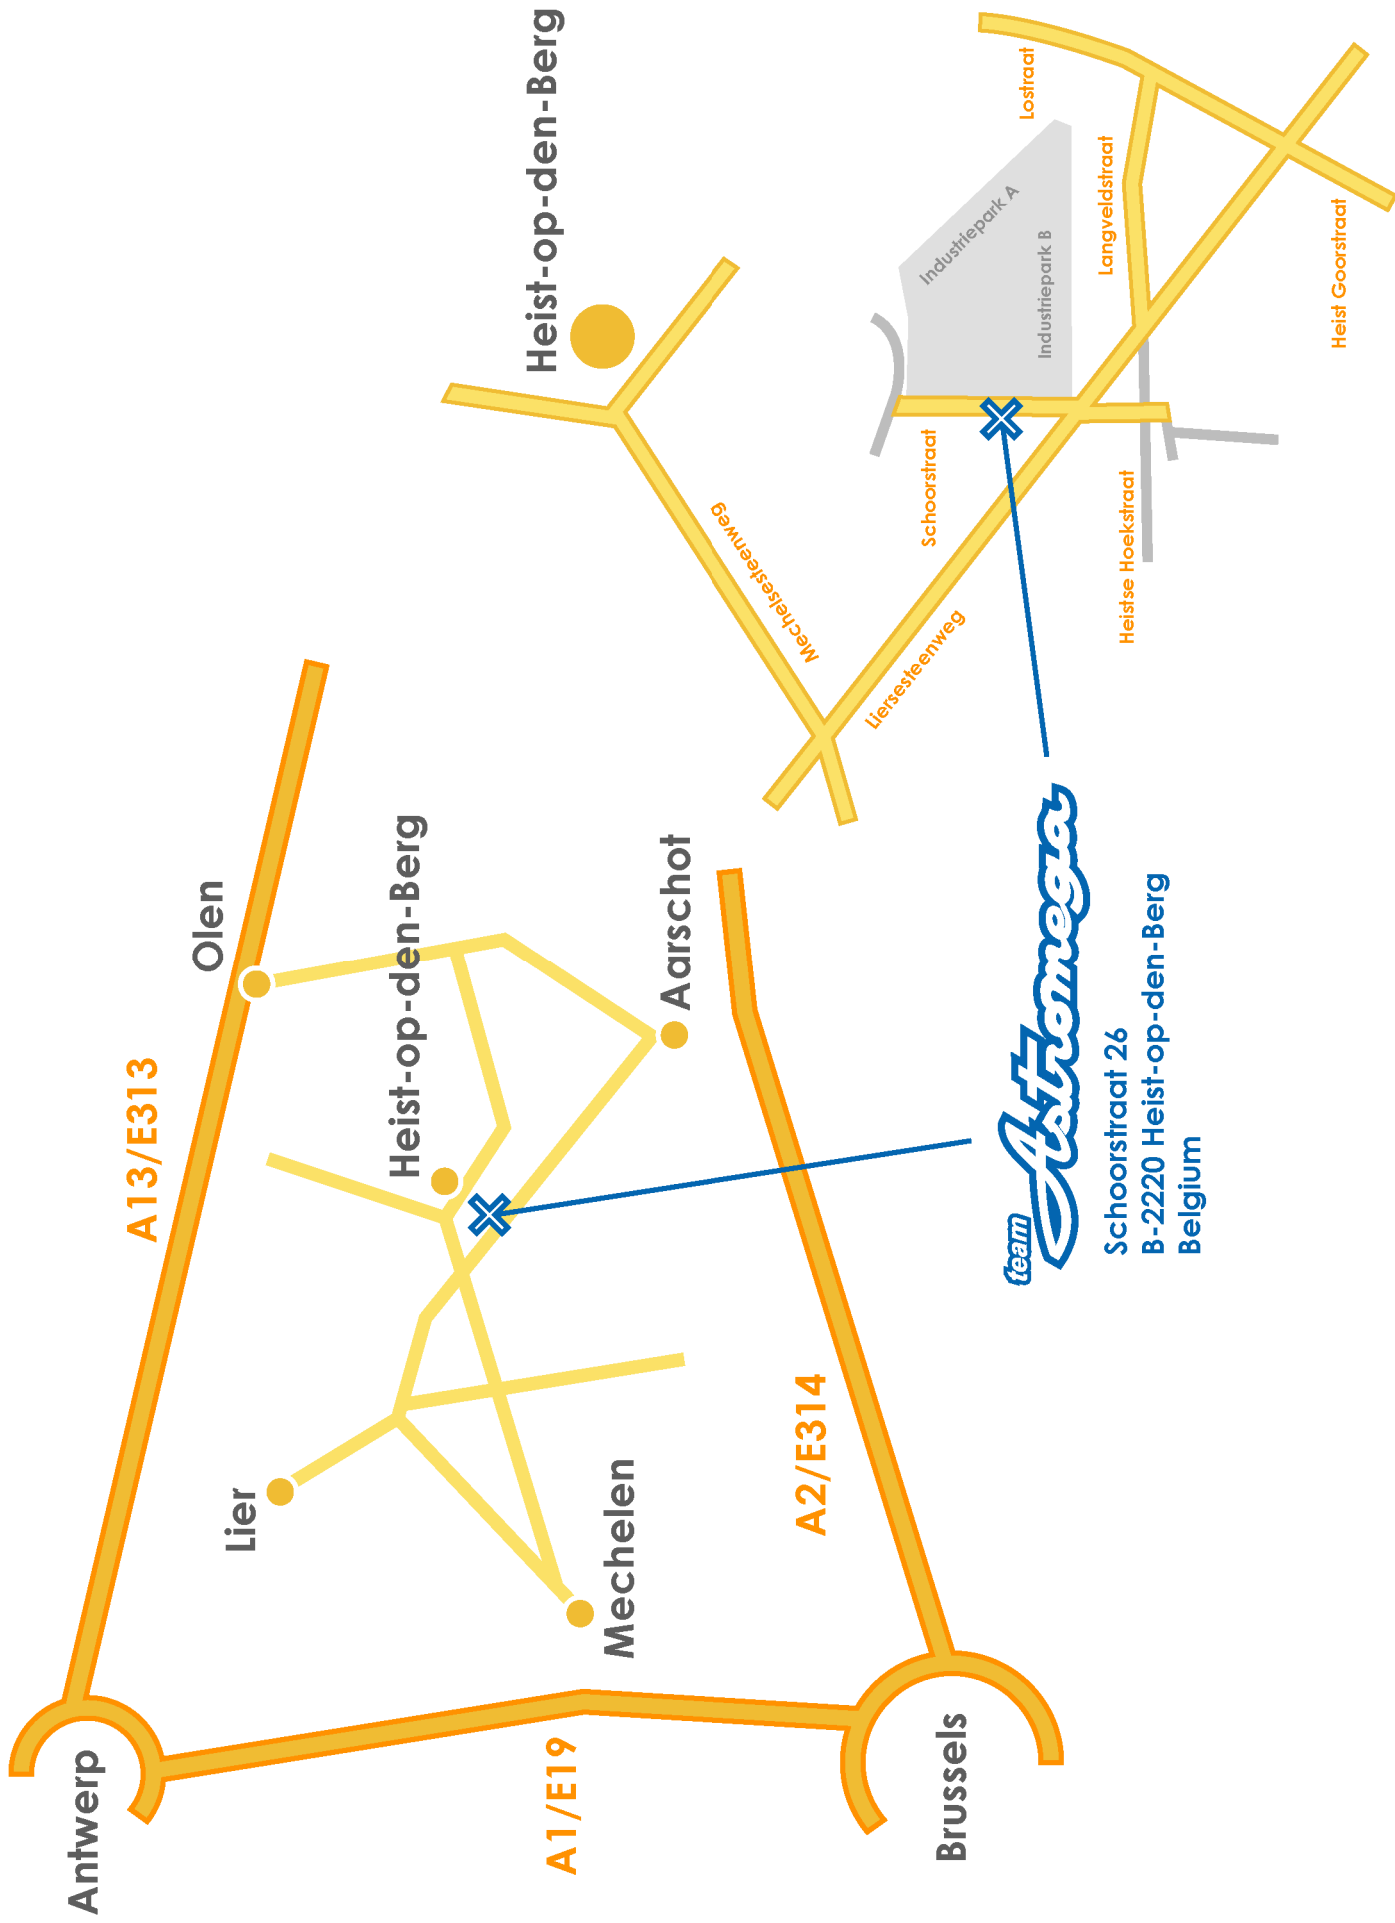 Antwerp
A13/E313
Olen
Lier
Heist-op-den-Berg
Aarschot
Mechelen
A1/E19
A2/E314
Brussels
team
Astromega
Schoorstraat 26
B-2220 Heist-op-den-Berg
Belgium
Heist-op-den-Berg
Mechelsesteenweg
Liersesteenweg
Schoorstraat
Industriepark A
Industriepark B
Lostraat
Langveldstraat
Heistse Hoekstraat
Heist Goorstraat